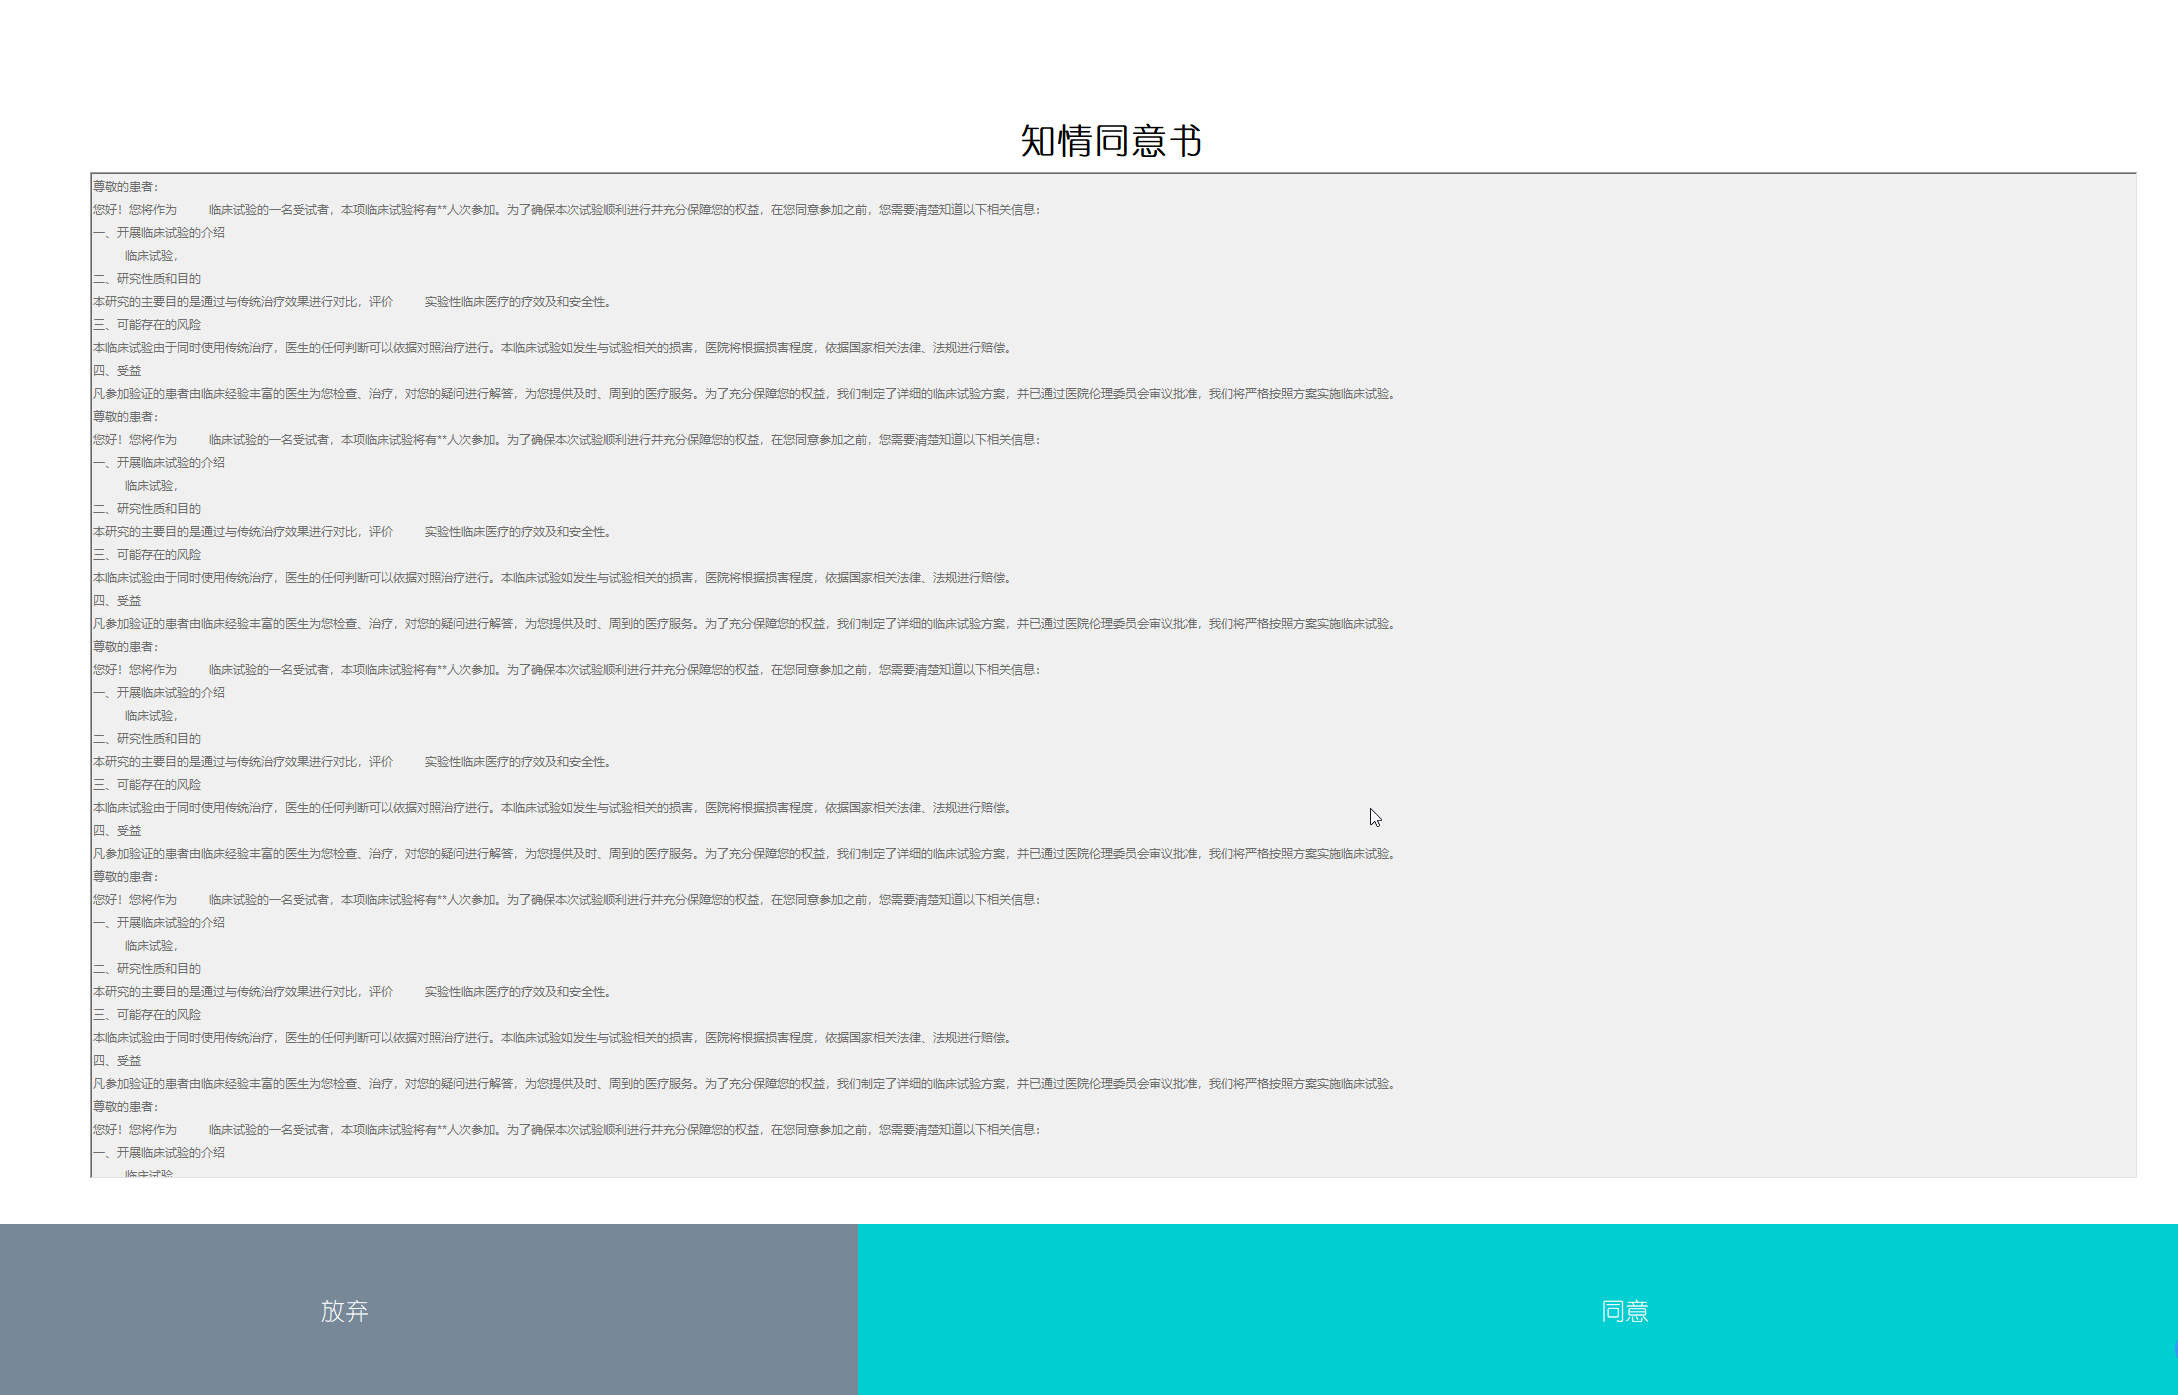 知情同意书
尊敬的患者：
您好！您将作为 临床试验的一名受试者，本项临床试验将有**人次参加。为了确保本次试验顺利进行并充分保障您的权益，在您同意参加之前，您需要清楚知道以下相关信息：
一、开展临床试验的介绍
临床试验，
二、研究性质和目的
本研究的主要目的是通过与传统治疗效果进行对比，评价 实验性临床医疗的疗效及和安全性。
三、可能存在的风险
本临床试验由于同时使用传统治疗，医生的任何判断可以依据对照治疗进行。本临床试验如发生与试验相关的损害，医院将根据损害程度，依据国家相关法律、法规进行赔偿。
四、受益
凡参加验证的患者由临床经验丰富的医生为您检查、治疗，对您的疑问进行解答，为您提供及时、周到的医疗服务。为了充分保障您的权益，我们制定了详细的临床试验方案，并已通过医院伦理委员会审议批准，我们将严格按照方案实施临床试验。
尊敬的患者：
您好！您将作为 临床试验的一名受试者，本项临床试验将有**人次参加。为了确保本次试验顺利进行并充分保障您的权益，在您同意参加之前，您需要清楚知道以下相关信息：
一、开展临床试验的介绍
临床试验，
二、研究性质和目的
本研究的主要目的是通过与传统治疗效果进行对比，评价 实验性临床医疗的疗效及和安全性。
三、可能存在的风险
本临床试验由于同时使用传统治疗，医生的任何判断可以依据对照治疗进行。本临床试验如发生与试验相关的损害，医院将根据损害程度，依据国家相关法律、法规进行赔偿。
四、受益
凡参加验证的患者由临床经验丰富的医生为您检查、治疗，对您的疑问进行解答，为您提供及时、周到的医疗服务。为了充分保障您的权益，我们制定了详细的临床试验方案，并已通过医院伦理委员会审议批准，我们将严格按照方案实施临床试验。
尊敬的患者：
您好！您将作为 临床试验的一名受试者，本项临床试验将有**人次参加。为了确保本次试验顺利进行并充分保障您的权益，在您同意参加之前，您需要清楚知道以下相关信息：
一、开展临床试验的介绍
临床试验，
二、研究性质和目的
本研究的主要目的是通过与传统治疗效果进行对比，评价 实验性临床医疗的疗效及和安全性。
三、可能存在的风险
本临床试验由于同时使用传统治疗，医生的任何判断可以依据对照治疗进行。本临床试验如发生与试验相关的损害，医院将根据损害程度，依据国家相关法律、法规进行赔偿。
四、受益
凡参加验证的患者由临床经验丰富的医生为您检查、治疗，对您的疑问进行解答，为您提供及时、周到的医疗服务。为了充分保障您的权益，我们制定了详细的临床试验方案，并已通过医院伦理委员会审议批准，我们将严格按照方案实施临床试验。
尊敬的患者：
您好！您将作为 临床试验的一名受试者，本项临床试验将有**人次参加。为了确保本次试验顺利进行并充分保障您的权益，在您同意参加之前，您需要清楚知道以下相关信息：
一、开展临床试验的介绍
临床试验，
二、研究性质和目的
本研究的主要目的是通过与传统治疗效果进行对比，评价 实验性临床医疗的疗效及和安全性。
三、可能存在的风险
本临床试验由于同时使用传统治疗，医生的任何判断可以依据对照治疗进行。本临床试验如发生与试验相关的损害，医院将根据损害程度，依据国家相关法律、法规进行赔偿。
四、受益
凡参加验证的患者由临床经验丰富的医生为您检查、治疗，对您的疑问进行解答，为您提供及时、周到的医疗服务。为了充分保障您的权益，我们制定了详细的临床试验方案，并已通过医院伦理委员会审议批准，我们将严格按照方案实施临床试验。
尊敬的患者：
您好！您将作为 临床试验的一名受试者，本项临床试验将有**人次参加。为了确保本次试验顺利进行并充分保障您的权益，在您同意参加之前，您需要清楚知道以下相关信息：
一、开展临床试验的介绍
临床试验
放弃
同意